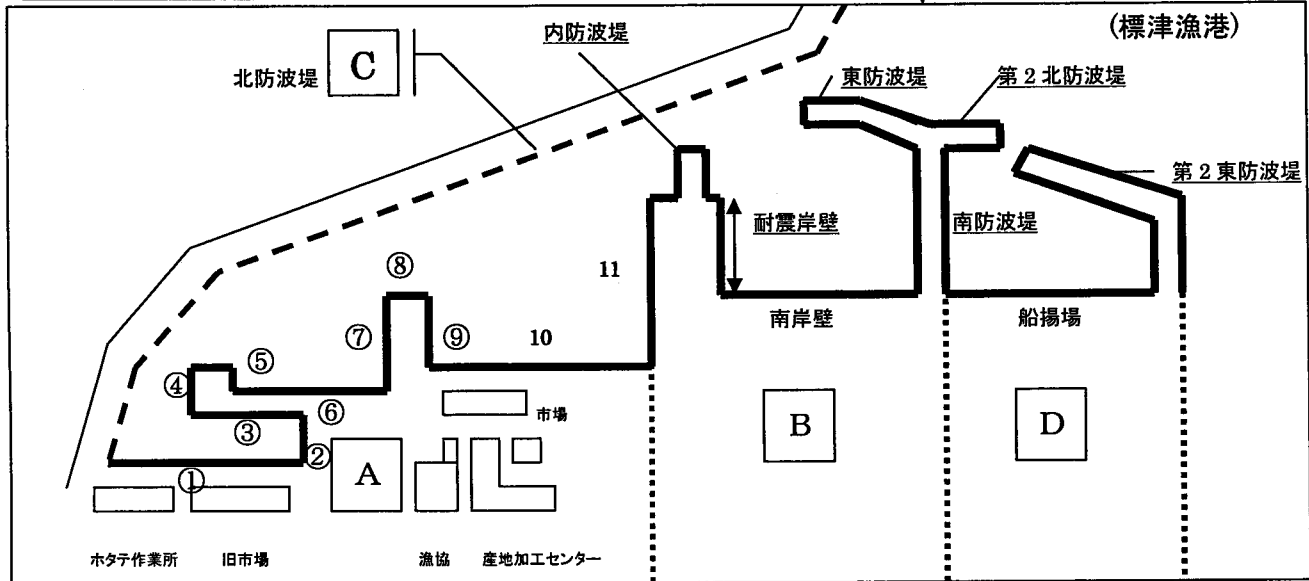 (標津漁港)
内防波堤
北防波堤
C
東防波堤
第2北防波堤
第2東防波堤
耐震岸壁
南防波堤
⑧
11
南岸壁
船揚場
⑦
⑨
10
⑤
④
⑥
③
市場
②
A
B
D
①
ホタテ作業所
旧市場
漁協
産地加工センター